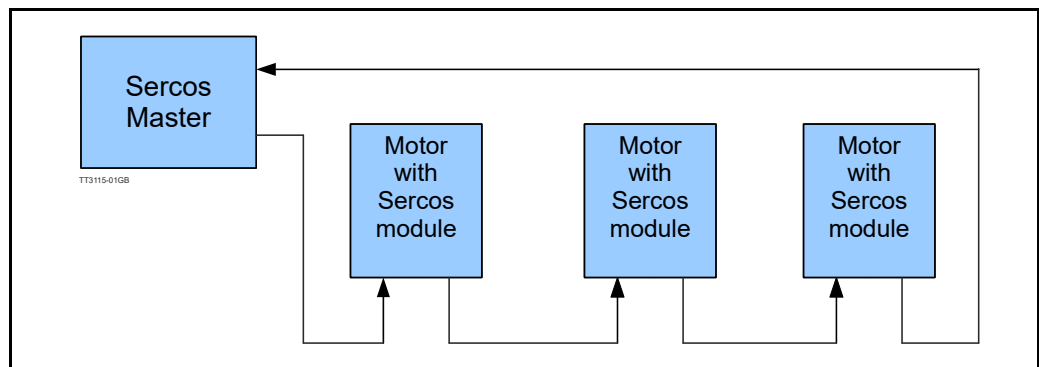 Sercos
Master
TT3115-01GB
Motor
with
Sercos
module
Motor
with
Sercos
module
Motor
with
Sercos
module